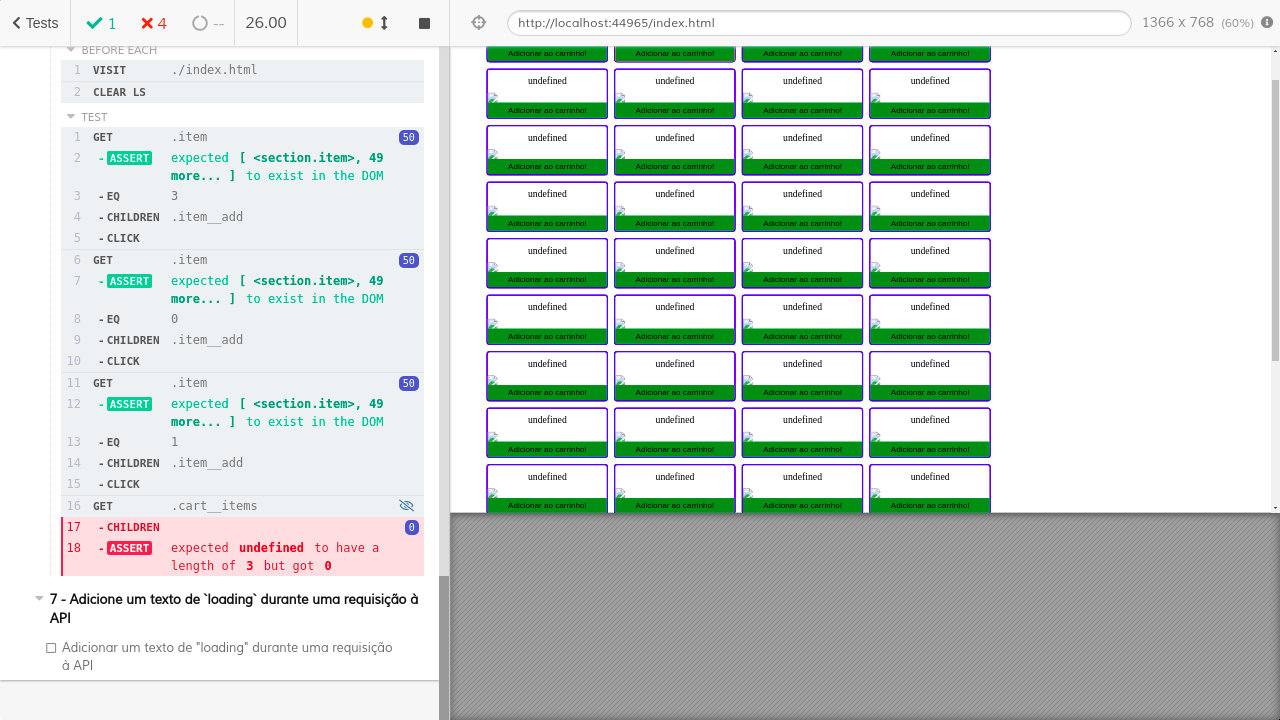 Tests 1 4 -- 26.00 http://localhost:44965/index.html 1366 x 768 (60%)
BEFORE EACH
1 VISIT ./index.html
2 CLEAR LS
TEST
1 GET .item 50
2 -ASSERT expected [ <section.item>, 49
more... ] to exist in the DOM
3 -EQ 3
4 -CHILDREN .item__add
5 -CLICK
6 GET .item 50
7 -ASSERT expected [ <section.item>, 49
more... ] to exist in the DOM
8 -EQ 0
9 -CHILDREN .item__add
10 -CLICK
11 GET .item 50
12 -ASSERT expected [ <section.item>, 49
more... ] to exist in the DOM
13 -EQ 1
14 -CHILDREN .item__add
15 -CLICK
16 GET .cart__items
17 -CHILDREN 0
18 -ASSERT expected undefined to have a
length of 3 but got 0
7 - Adicione um texto de `loading` durante uma requisição à
API
Adicionar um texto de "loading" durante uma requisição
à API
Adicionar ao carrinho! Adicionar ao carrinho! Adicionar ao carrinho! Adicionar ao carrinho!
undefined undefined undefined undefined
Adicionar ao carrinho! Adicionar ao carrinho! Adicionar ao carrinho! Adicionar ao carrinho!
undefined undefined undefined undefined
Adicionar ao carrinho! Adicionar ao carrinho! Adicionar ao carrinho! Adicionar ao carrinho!
undefined undefined undefined undefined
Adicionar ao carrinho! Adicionar ao carrinho! Adicionar ao carrinho! Adicionar ao carrinho!
undefined undefined undefined undefined
Adicionar ao carrinho! Adicionar ao carrinho! Adicionar ao carrinho! Adicionar ao carrinho!
undefined undefined undefined undefined
Adicionar ao carrinho! Adicionar ao carrinho! Adicionar ao carrinho! Adicionar ao carrinho!
undefined undefined undefined undefined
Adicionar ao carrinho! Adicionar ao carrinho! Adicionar ao carrinho! Adicionar ao carrinho!
undefined undefined undefined undefined
Adicionar ao carrinho! Adicionar ao carrinho! Adicionar ao carrinho! Adicionar ao carrinho!
undefined undefined undefined undefined
Adicionar ao carrinho! Adicionar ao carrinho! Adicionar ao carrinho! Adicionar ao carrinho!